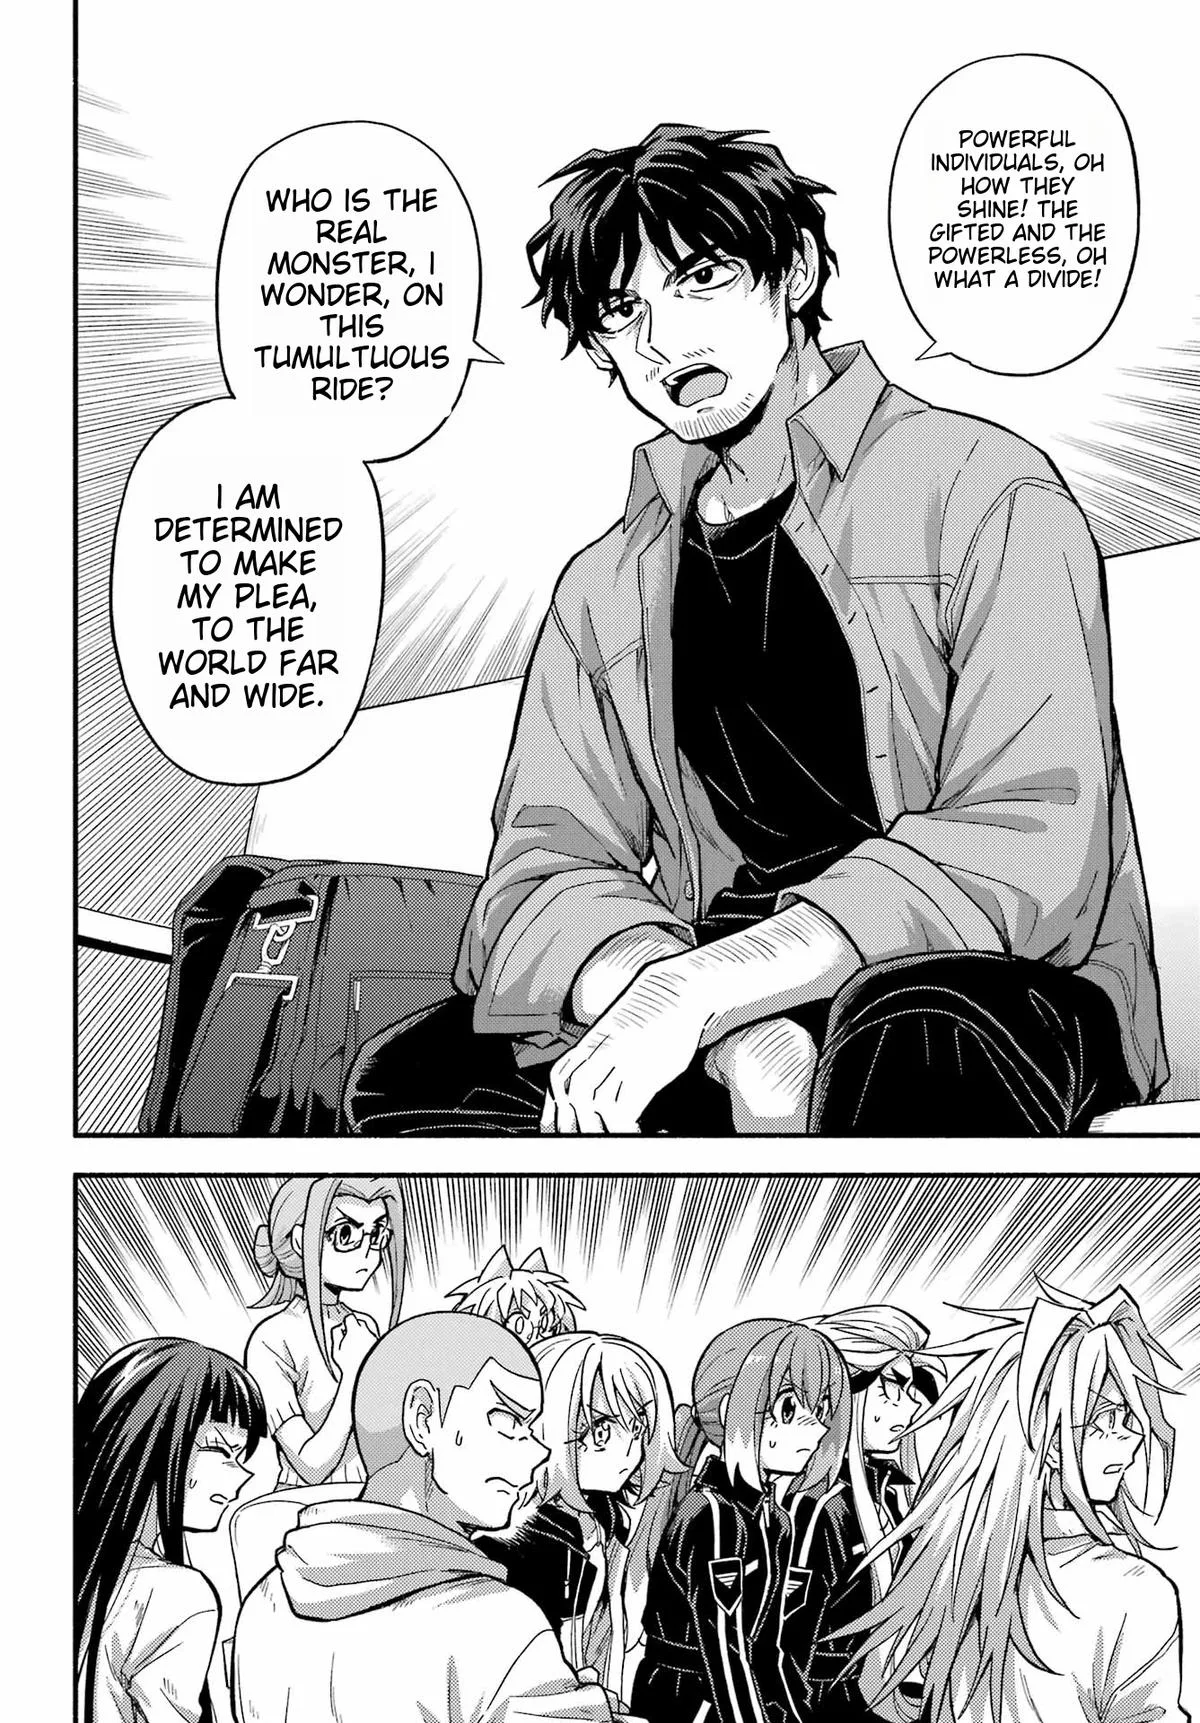 POWERFUL
INDIVIDUALS, OH
HOW THEY
SHINE! THE
GIFTED AND THE
POWERLESS, OH
WHAT A DIVIDE!
WHO IS THE
REAL
MONSTER, I
WONDER, ON
THIS
TUMULTUOUS
RIDE?
I AM
DETERMINED
TO MAKE
MY PLEA,
TO THE
WORLD FAR
AND WIDE.